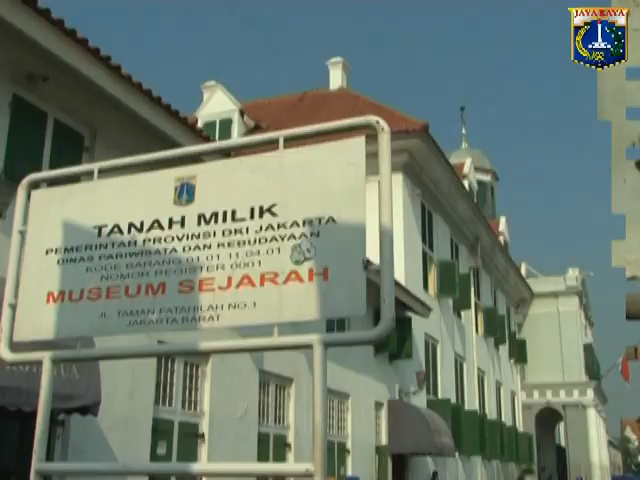 JAYA RAYA
TANAH MILIK
PEMERINTAH PROVINSI DKI JAKARTA
DINAS PARIWISATA DAN KEBUDAYAAN
KODE BARANG 01.01.11.04.01
NOMOR REGISTER 0001
MUSEUM SEJARAH
JL. TAMAN FATAHILAH NO.1
JAKARTA BARAT